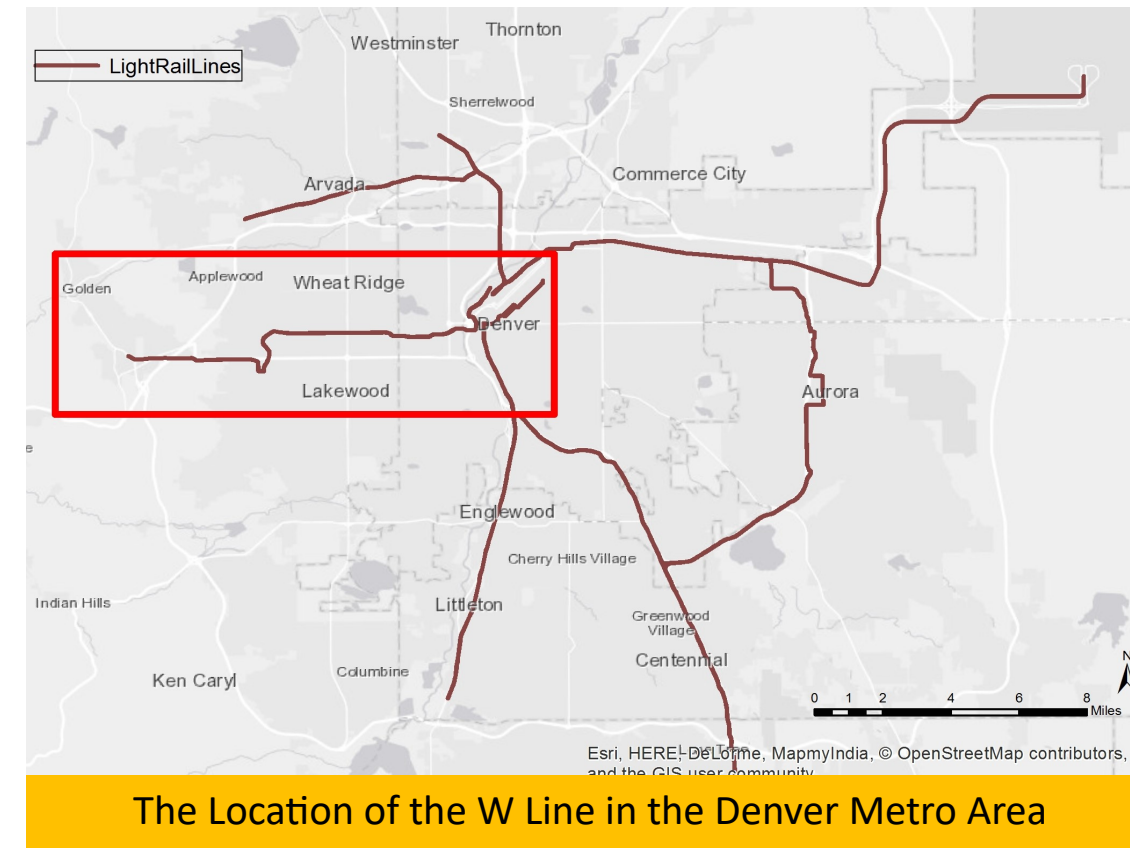 Thornton
Westminster
LightRailLines
Sherrelwood
Commerce City
Arvada
Applewood
Wheat Ridge
Golden
Denver
Lakewood
Aurora
Englewood
Cherry Hills Village
Indian Hills
Littleton
Greenwood
Village
Centennial
Columbine
Ken Caryl
N
0 1 2 4 6 8
Miles
Esri, HERE, DeLorme, MapmyIndia, © OpenStreetMap contributors,
and the GIS user community
The Location of the W Line in the Denver Metro Area